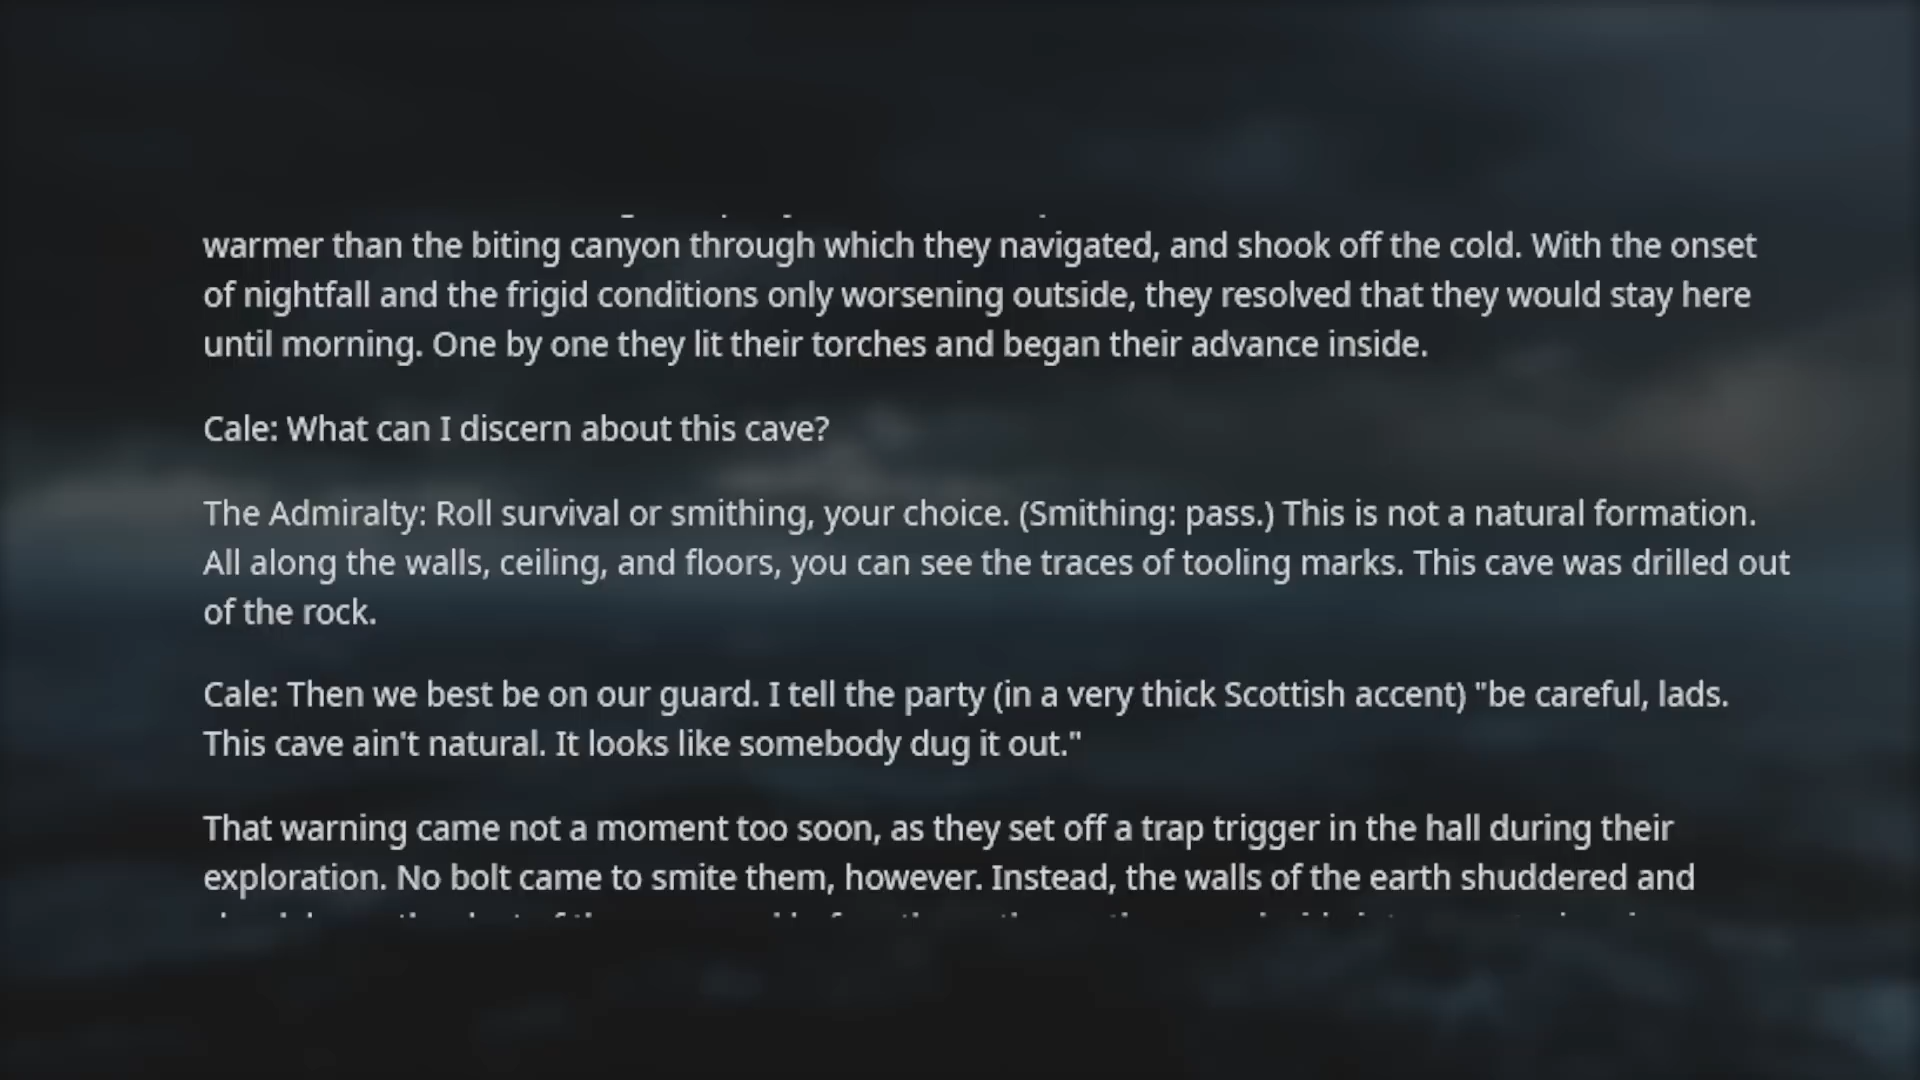 warmer than the biting canyon through which they navigated, and shook off the cold. With the onset
of nightfall and the frigid conditions only worsening outside, they resolved that they would stay here
until morning. One by one they lit their torches and began their advance inside.
Cale: What can I discern about this cave?
The Admiralty: Roll survival or smithing, your choice. (Smithing: pass.) This is not a natural formation.
All along the walls, ceiling, and floors, you can see the traces of tooling marks. This cave was drilled out
of the rock.
Cale: Then we best be on our guard. I tell the party (in a very thick Scottish accent) "be careful, lads.
This cave ain't natural. It looks like somebody dug it out."
That warning came not a moment too soon, as they set off a trap trigger in the hall during their
exploration. No bolt came to smite them, however. Instead, the walls of the earth shuddered and